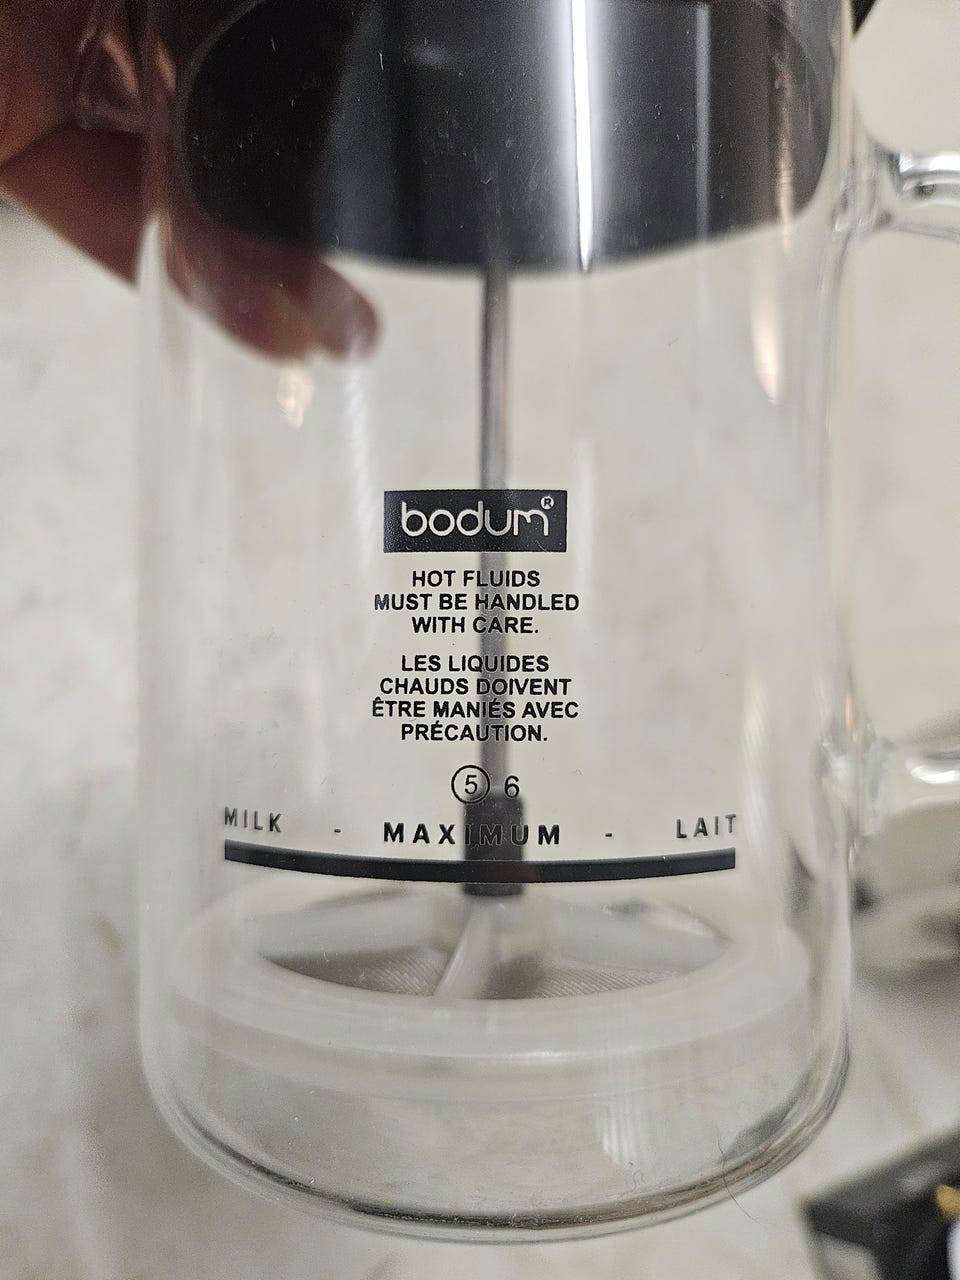 bodum®
HOT FLUIDS
MUST BE HANDLED
WITH CARE.
LES LIQUIDES
CHAUDS DOIVENT
ÊTRE MANIÉS AVEC
PRÉCAUTION.
⑤ 6
MILK - MAXIMUM - LAIT